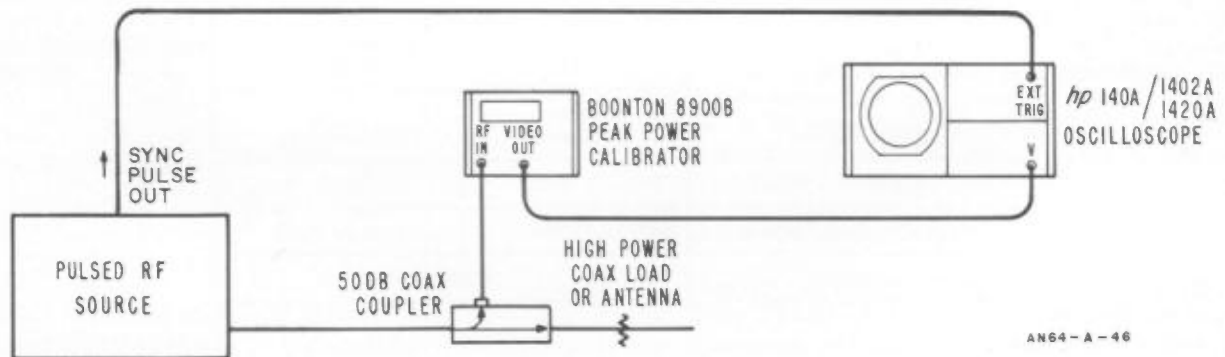 SYNC
PULSE
OUT
PULSED RF
SOURCE
50DB COAX
COUPLER
RF
IN
VIDEO
OUT
BOONTON 8900B
PEAK POWER
CALIBRATOR
HIGH POWER
COAX LOAD
OR ANTENNA
EXT
TRIG
V
hp 140A/1402A
1420A
OSCILLOSCOPE
AN64-A-46